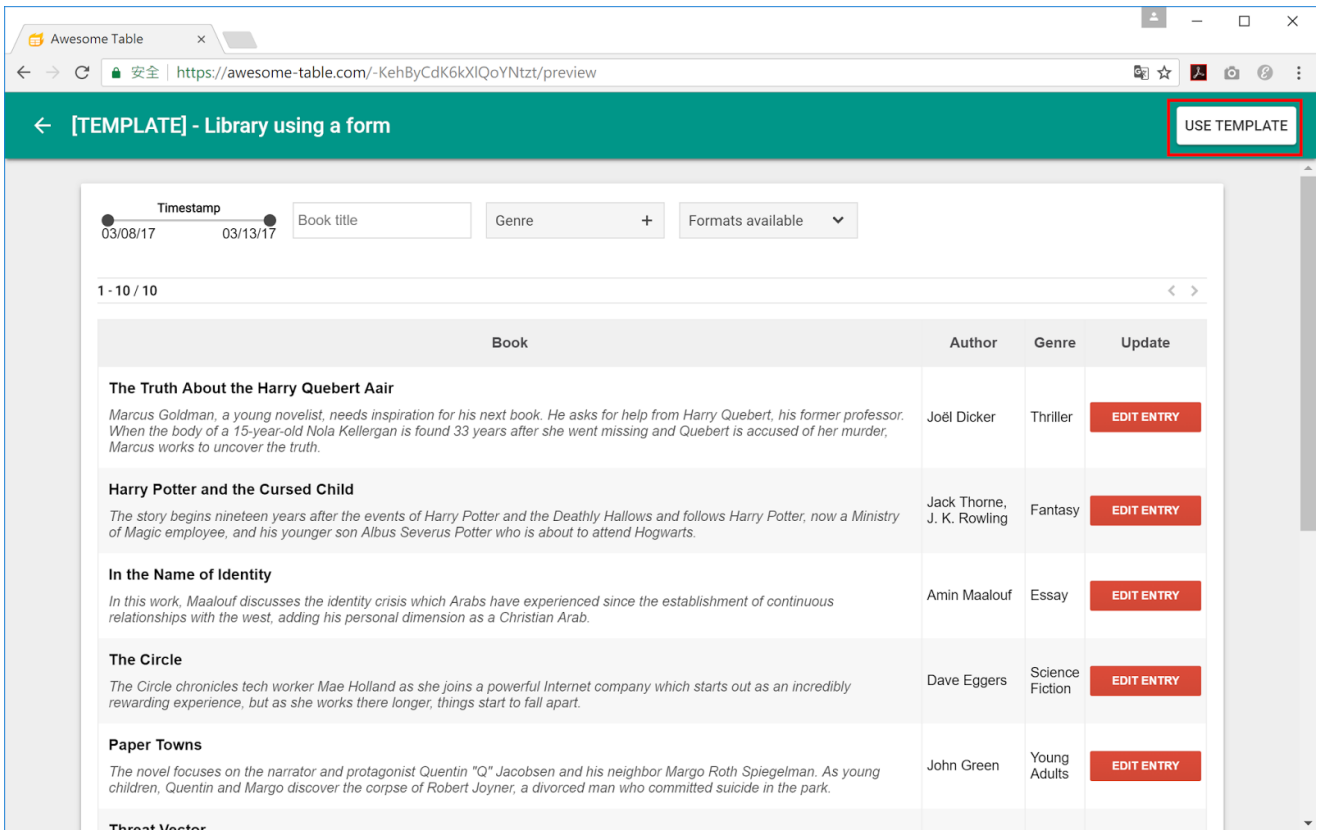 Awesome Table
安全 | https://awesome-table.com/-KehByCdK6kXlQoYNtzt/preview
[TEMPLATE] - Library using a form
USE TEMPLATE
Timestamp
03/08/17 03/13/17
Book title
Genre
Formats available
1 - 10 / 10
Book Author Genre Update
The Truth About the Harry Quebert Aair
Marcus Goldman, a young novelist, needs inspiration for his next book. He asks for help from Harry Quebert, his former professor.
When the body of a 15-year-old Nola Kellergan is found 33 years after she went missing and Quebert is accused of her murder,
Marcus works to uncover the truth.
Joël Dicker
Thriller
EDIT ENTRY
Harry Potter and the Cursed Child
The story begins nineteen years after the events of Harry Potter and the Deathly Hallows and follows Harry Potter, now a Ministry
of Magic employee, and his younger son Albus Severus Potter who is about to attend Hogwarts.
Jack Thorne,
J. K. Rowling
Fantasy
EDIT ENTRY
In the Name of Identity
In this work, Maalouf discusses the identity crisis which Arabs have experienced since the establishment of continuous
relationships with the west, adding his personal dimension as a Christian Arab.
Amin Maalouf
Essay
EDIT ENTRY
The Circle
The Circle chronicles tech worker Mae Holland as she joins a powerful Internet company which starts out as an incredibly
rewarding experience, but as she works there longer, things start to fall apart.
Dave Eggers
Science
Fiction
EDIT ENTRY
Paper Towns
The novel focuses on the narrator and protagonist Quentin "Q" Jacobsen and his neighbor Margo Roth Spiegelman. As young
children, Quentin and Margo discover the corpse of Robert Joyner, a divorced man who committed suicide in the park.
John Green
Young
Adults
EDIT ENTRY
Threat Vector